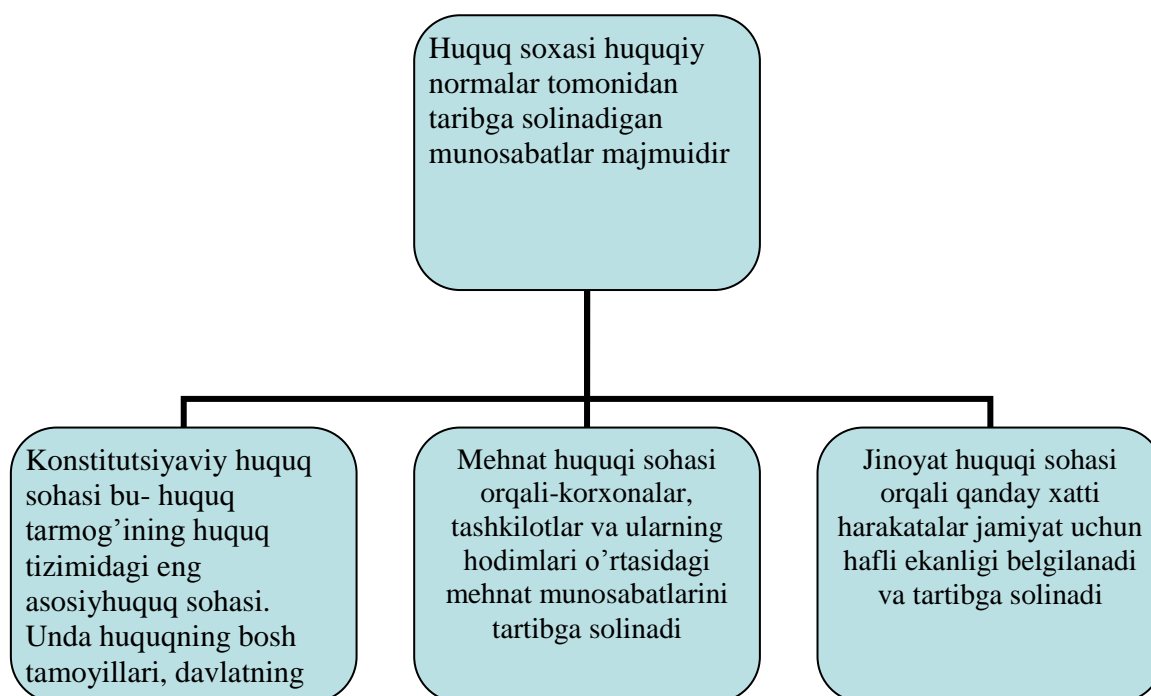 Huquq soxasi huquqiy
normalar tomonidan
taribga solinadigan
munosabatlar majmuidir
Konstitutsiyaviy huquq
sohasi bu- huquq
tarmog’ining huquq
tizimidagi eng
asosiyhuquq sohasi.
Unda huquqning bosh
tamoyillari, davlatning
Mehnat huquqi sohasi
orqali-korxonalar,
tashkilotlar va ularning
hodimlari o’rtasidagi
mehnat munosabatlarini
tartibga solinadi
Jinoyat huquqi sohasi
orqali qanday xatti
harakatalar jamiyat uchun
hafli ekanligi belgilanadi
va tartibga solinadi